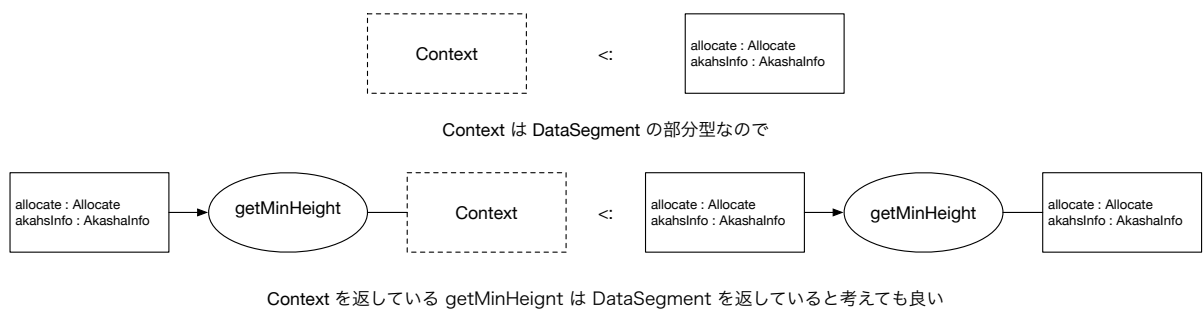 Context
<:
allocate : Allocate
akahsInfo : AkashaInfo
Context は DataSegment の部分型なので
allocate : Allocate
akahsInfo : AkashaInfo
getMinHeight
Context
<:
allocate : Allocate
akahsInfo : AkashaInfo
getMinHeight
allocate : Allocate
akahsInfo : AkashaInfo
Context を返している getMinHeignt は DataSegment を返していると考えても良い